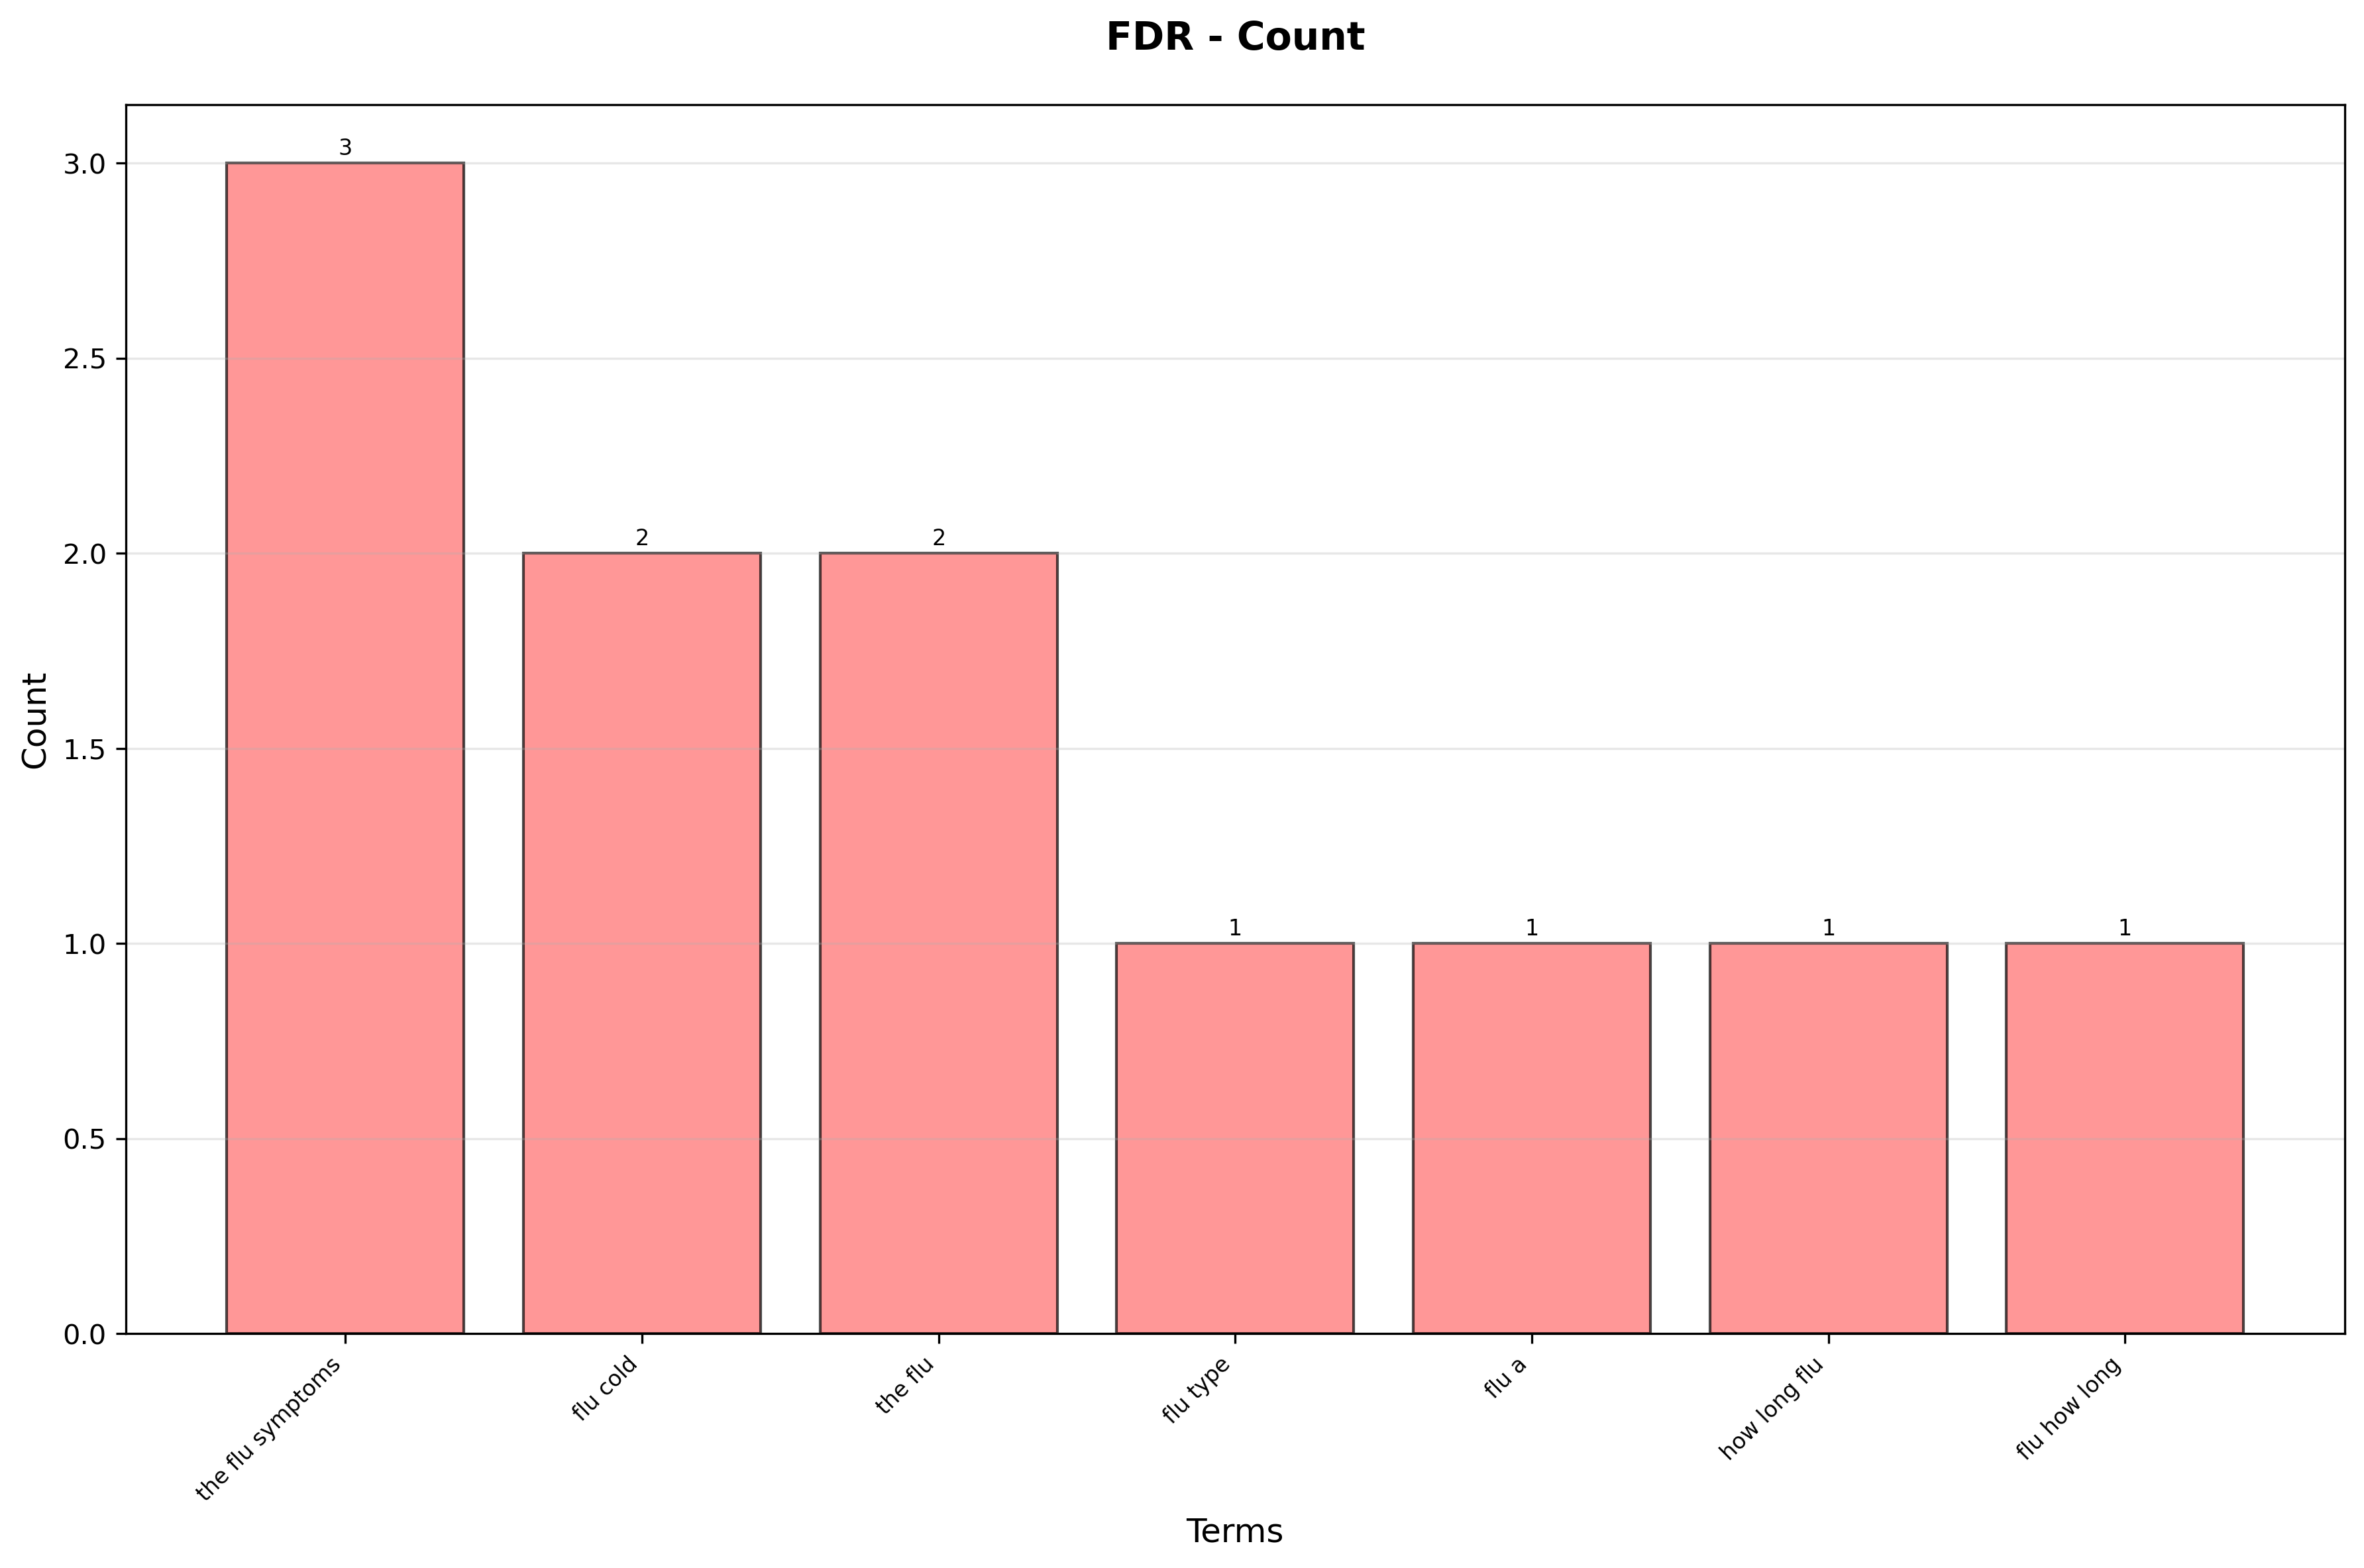 FDR - Count
3
2
2
1
1
1
1
3.0
2.5
2.0
1.5
1.0
0.5
0.0
Count
the flu symptoms
flu cold
the flu
flu type
flu a
how long flu
flu how long
Terms